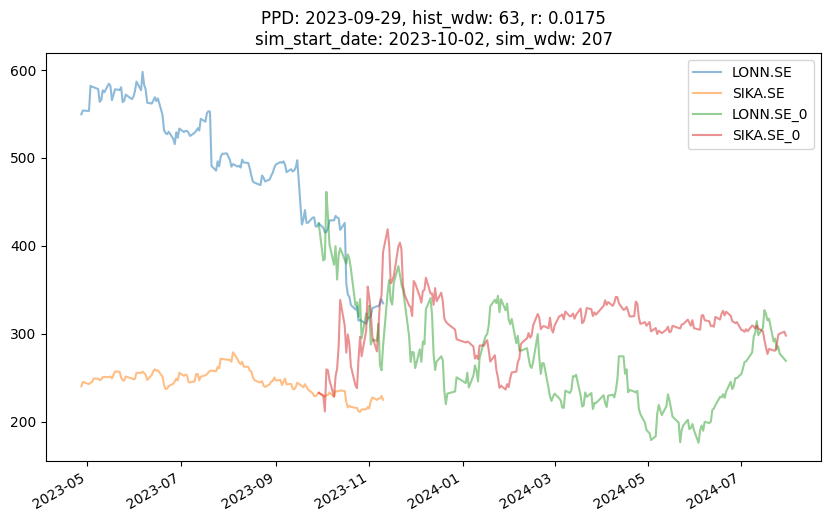 PPD: 2023-09-29, hist_wdw: 63, r: 0.0175
sim_start_date: 2023-10-02, sim_wdw: 207
LONN.SE
SIKA.SE
LONN.SE_0
SIKA.SE_0
600
500
400
300
200
2023-05
2023-07
2023-09
2023-11
2024-01
2024-03
2024-05
2024-07